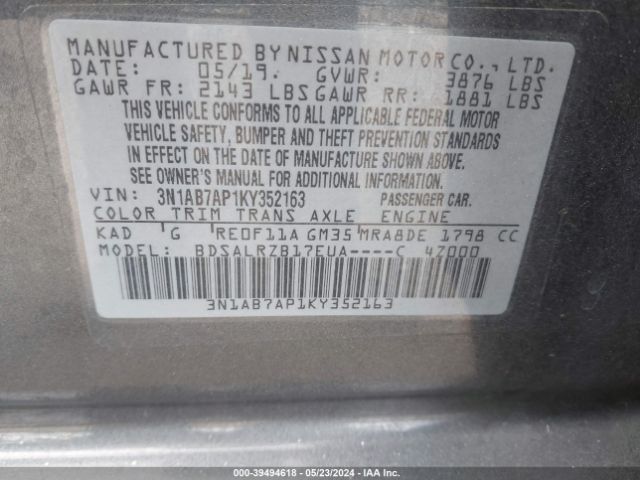 MANUFACTURED BY NISSAN MOTOR CO., LTD.
DATE: 05/19. GVWR: 3876 LBS
GAWR FR: 2143 LBS GAWR RR: 1881 LBS
THIS VEHICLE CONFORMS TO ALL APPLICABLE FEDERAL MOTOR
VEHICLE SAFETY, BUMPER AND THEFT PREVENTION STANDARDS
IN EFFECT ON THE DATE OF MANUFACTURE SHOWN ABOVE.
SEE OWNER'S MANUAL FOR ADDITIONAL INFORMATION.
VIN: 3N1AB7AP1KY352163 PASSENGER CAR.
COLOR TRIM TRANS AXLE ENGINE
KAD G RE0F11A GM35 MRA8DE 1798 CC
MODEL: BDSALRZB17EUA----C 4Z000
3N1AB7AP1KY352163
000-39494618 - 05/23/2024 - IAA Inc.